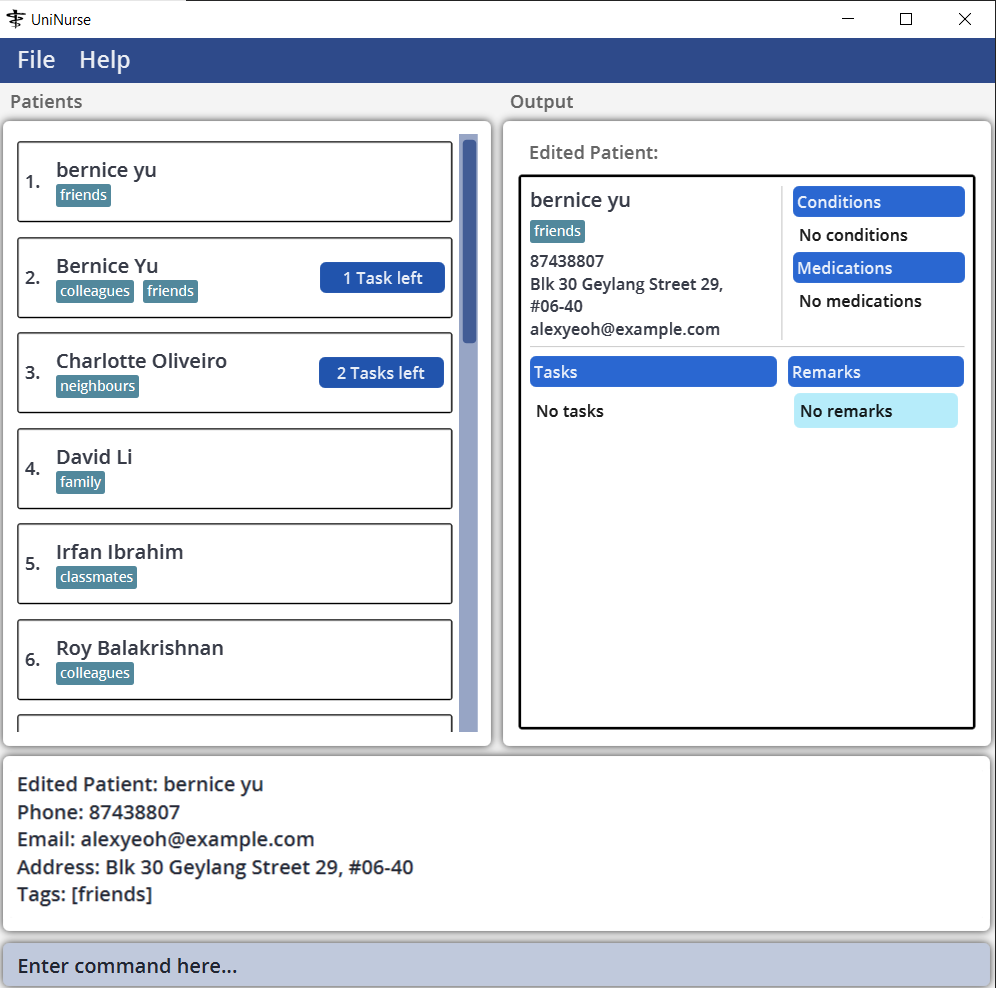 UniNurse
File Help
Patients
Output
1.
bernice yu
friends
2.
Bernice Yu
colleagues friends
1 Task left
3.
Charlotte Oliveiro
neighbours
2 Tasks left
4.
David Li
family
5.
Irfan Ibrahim
classmates
6.
Roy Balakrishnan
colleagues
Edited Patient:
bernice yu
friends
87438807
Blk 30 Geylang Street 29,
#06-40
alexyeoh@example.com
Conditions
No conditions
Medications
No medications
Tasks
No tasks
Remarks
No remarks
Edited Patient: bernice yu
Phone: 87438807
Email: alexyeoh@example.com
Address: Blk 30 Geylang Street 29, #06-40
Tags: [friends]
Enter command here...